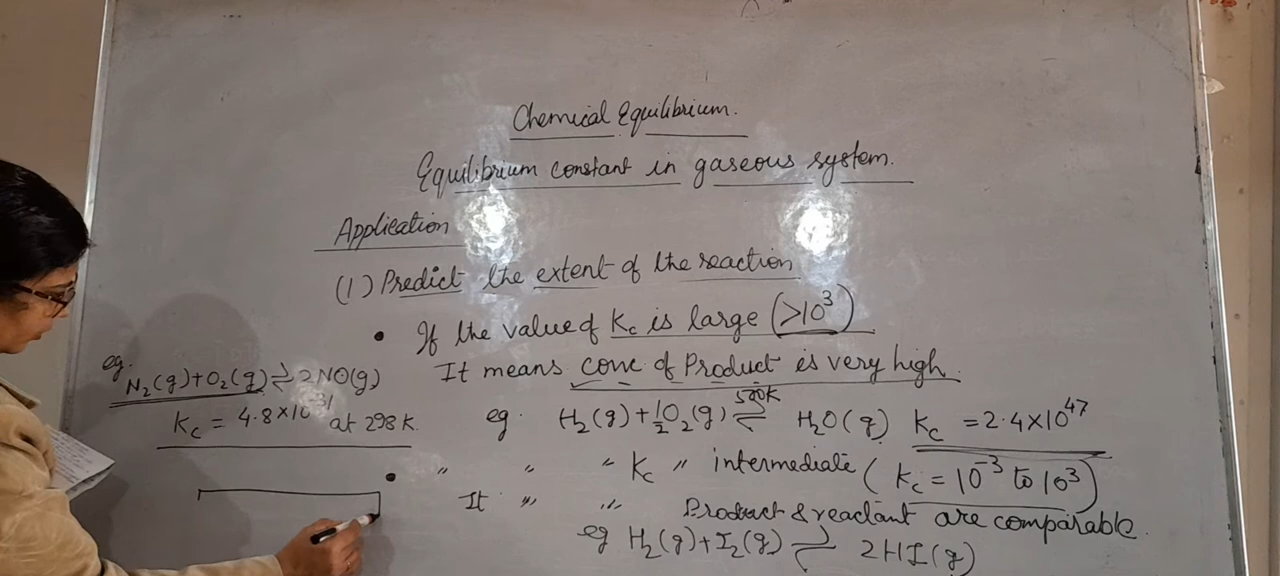 Chemical Equilibrium.
Equilibrium constant in gaseous system.
Application
(1) Predict the extent of the reaction
• If the value of Kc is large (>10³)
It means conc of Product is very high.
eg. H₂(g)+½O₂(g) ⇌ 500K H₂O(g) Kc = 2.4×10⁴⁷
• " " " Kc " intermediate (Kc = 10⁻³ to 10³)
It " " Product & reactant are comparable.
eg H₂(g)+I₂(g) ⇌ 2HI(g)
eg.
N₂(g)+O₂(g) ⇌ 2NO(g)
Kc = 4.8×10³¹ at 298K.